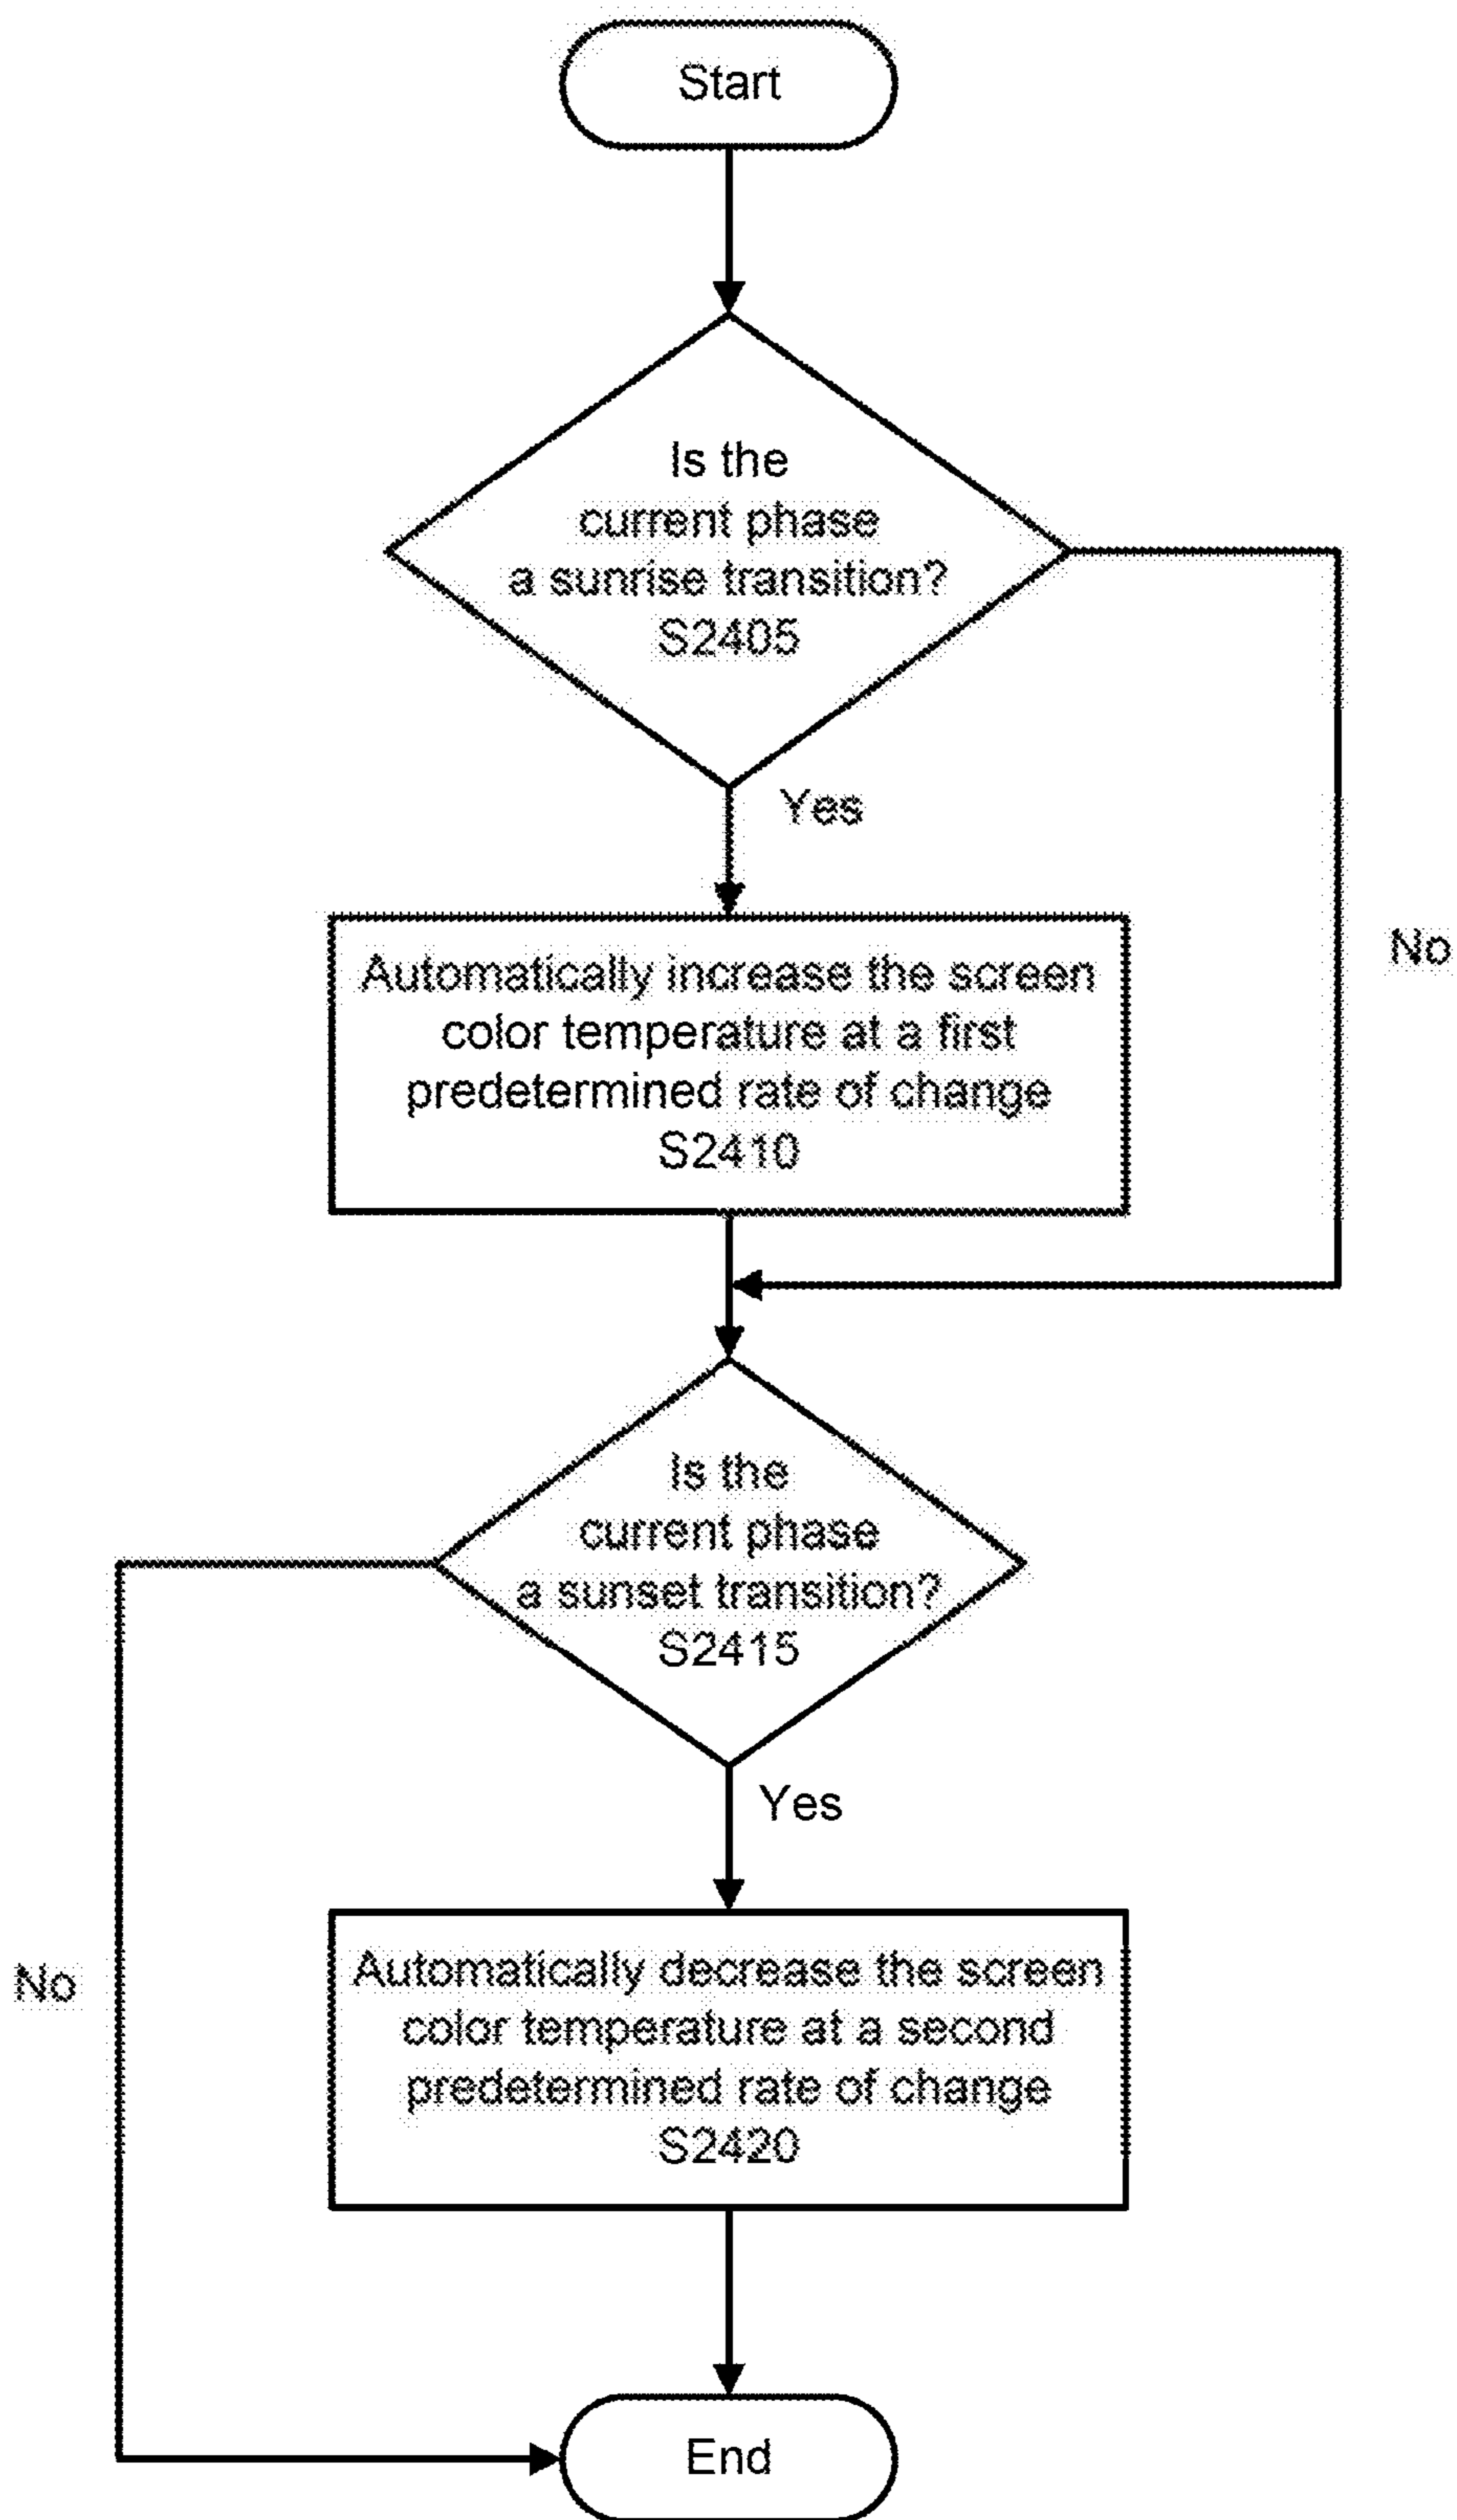 Start
Is the
current phase
a sunrise transition?
S2405
Yes
No
Automatically increase the screen
color temperature at a first
predetermined rate of change
S2410
Is the
current phase
a sunset transition?
S2415
Yes
No
Automatically decrease the screen
color temperature at a second
predetermined rate of change
S2420
End